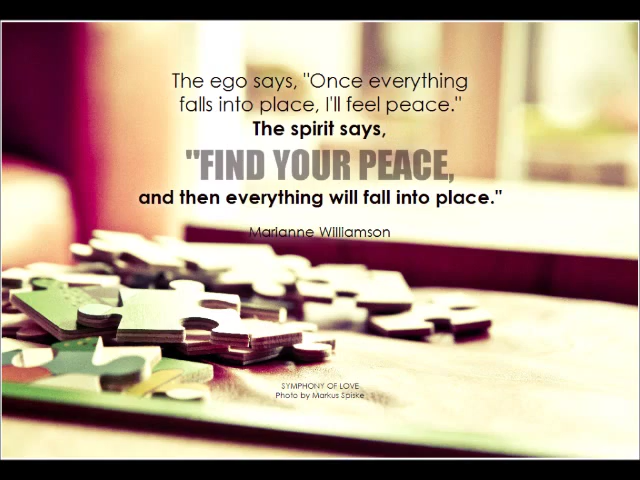 The ego says, "Once everything
falls into place, I'll feel peace."
The spirit says,
"FIND YOUR PEACE,
and then everything will fall into place."
Marianne Williamson
SYMPHONY OF LOVE
Photo by Markus Spiske